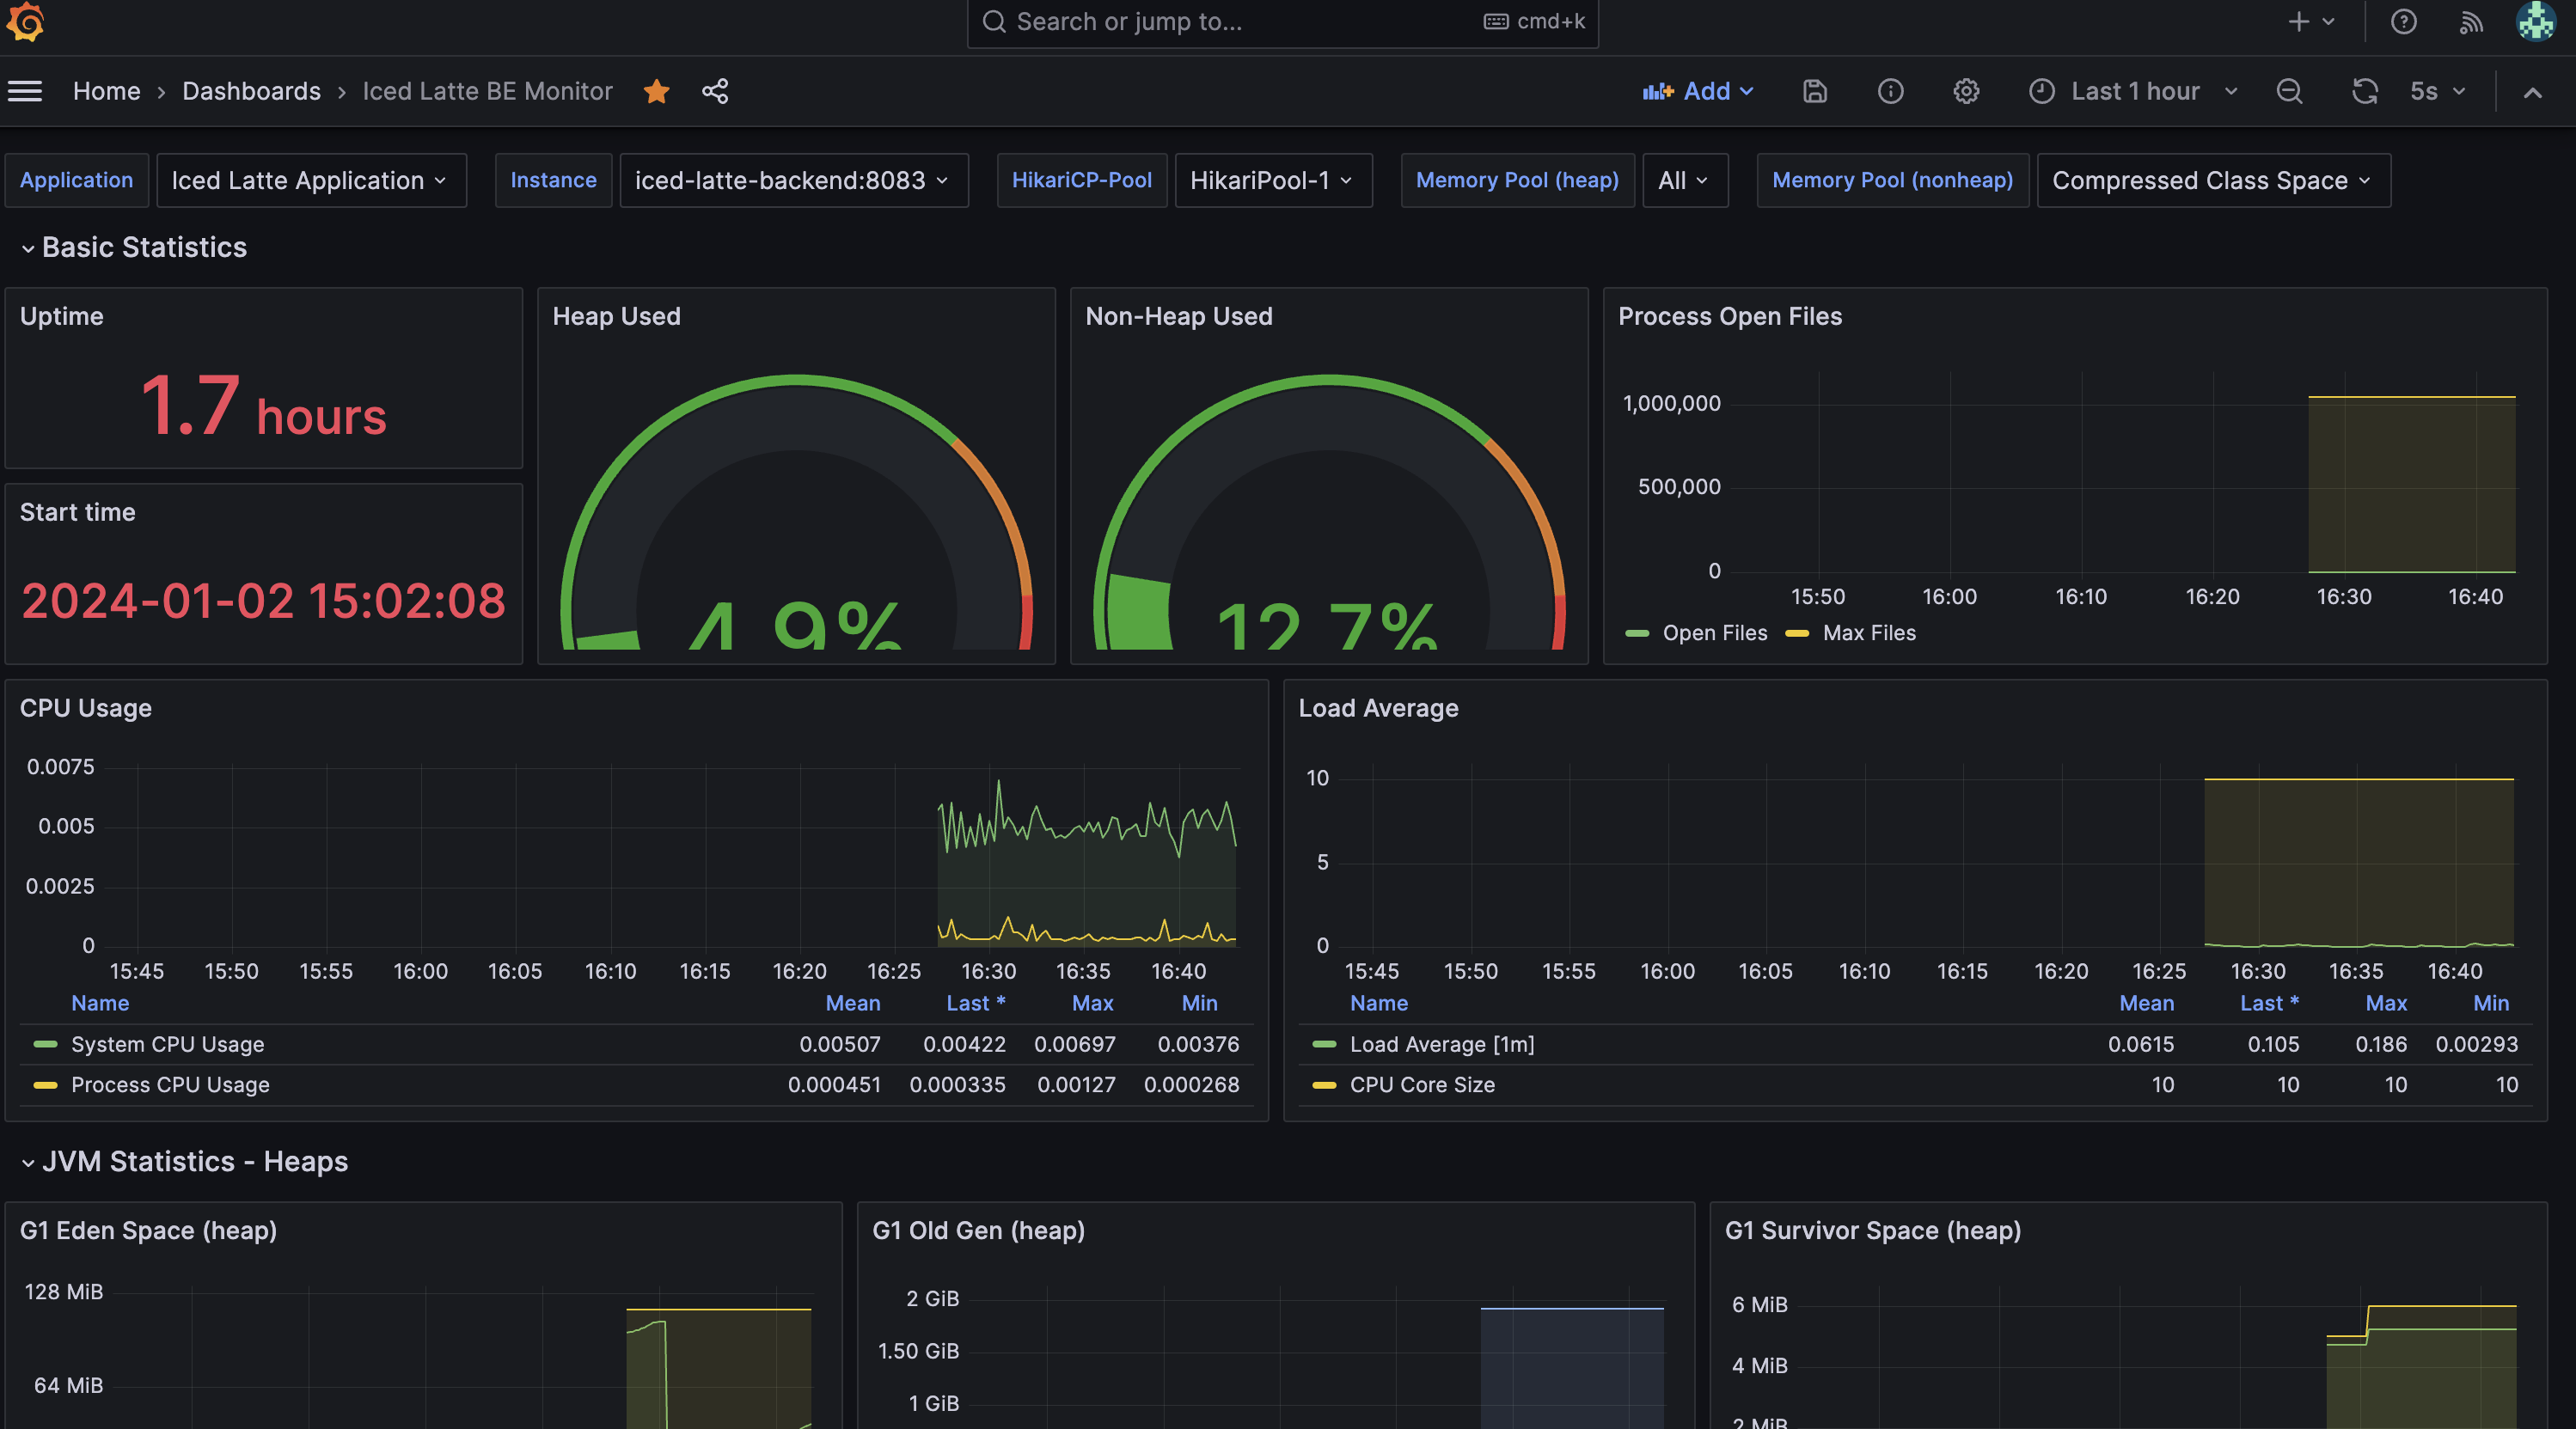 Search or jump to... cmd+k
Home › Dashboards › Iced Latte BE Monitor Add Last 1 hour 5s
Application Iced Latte Application Instance iced-latte-backend:8083 HikariCP-Pool HikariPool-1 Memory Pool (heap) All Memory Pool (nonheap) Compressed Class Space
Basic Statistics
Uptime
1.7 hours
Start time
2024-01-02 15:02:08
Heap Used
4.9%
Non-Heap Used
12.7%
Process Open Files
1,000,000
500,000
0
15:50 16:00 16:10 16:20 16:30 16:40
Open Files Max Files
CPU Usage
0.0075
0.005
0.0025
0
15:45 15:50 15:55 16:00 16:05 16:10 16:15 16:20 16:25 16:30 16:35 16:40
Name Mean Last * Max Min
System CPU Usage 0.00507 0.00422 0.00697 0.00376
Process CPU Usage 0.000451 0.000335 0.00127 0.000268
Load Average
10
5
0
15:45 15:50 15:55 16:00 16:05 16:10 16:15 16:20 16:25 16:30 16:35 16:40
Name Mean Last * Max Min
Load Average [1m] 0.0615 0.105 0.186 0.00293
CPU Core Size 10 10 10 10
JVM Statistics - Heaps
G1 Eden Space (heap)
128 MiB
64 MiB
G1 Old Gen (heap)
2 GiB
1.50 GiB
1 GiB
G1 Survivor Space (heap)
6 MiB
4 MiB
2 MiB